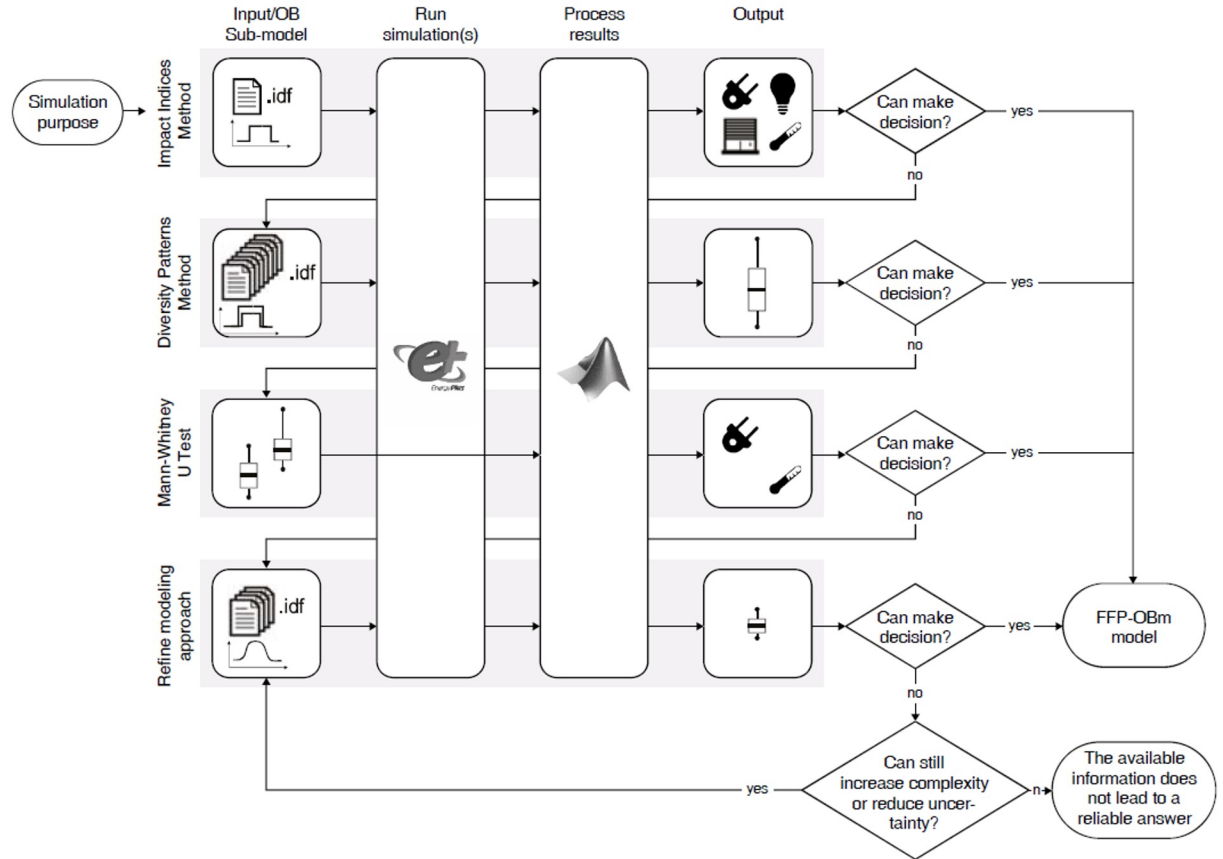 Input/OB
Sub-model
Run
simulation(s)
Process
results
Output
Simulation
purpose
Impact Indices
Method
.idf
Can make
decision?
yes
no
Diversity Patterns
Method
.idf
Can make
decision?
yes
no
e+
EnergyPlus
Mann-Whitney
U Test
Can make
decision?
yes
no
Refine modeling
approach
.idf
Can make
decision?
yes
FFP-OBm
model
no
Can still
increase complexity
or reduce uncer-
tainty?
yes
n
The available
information does
not lead to a
reliable answer